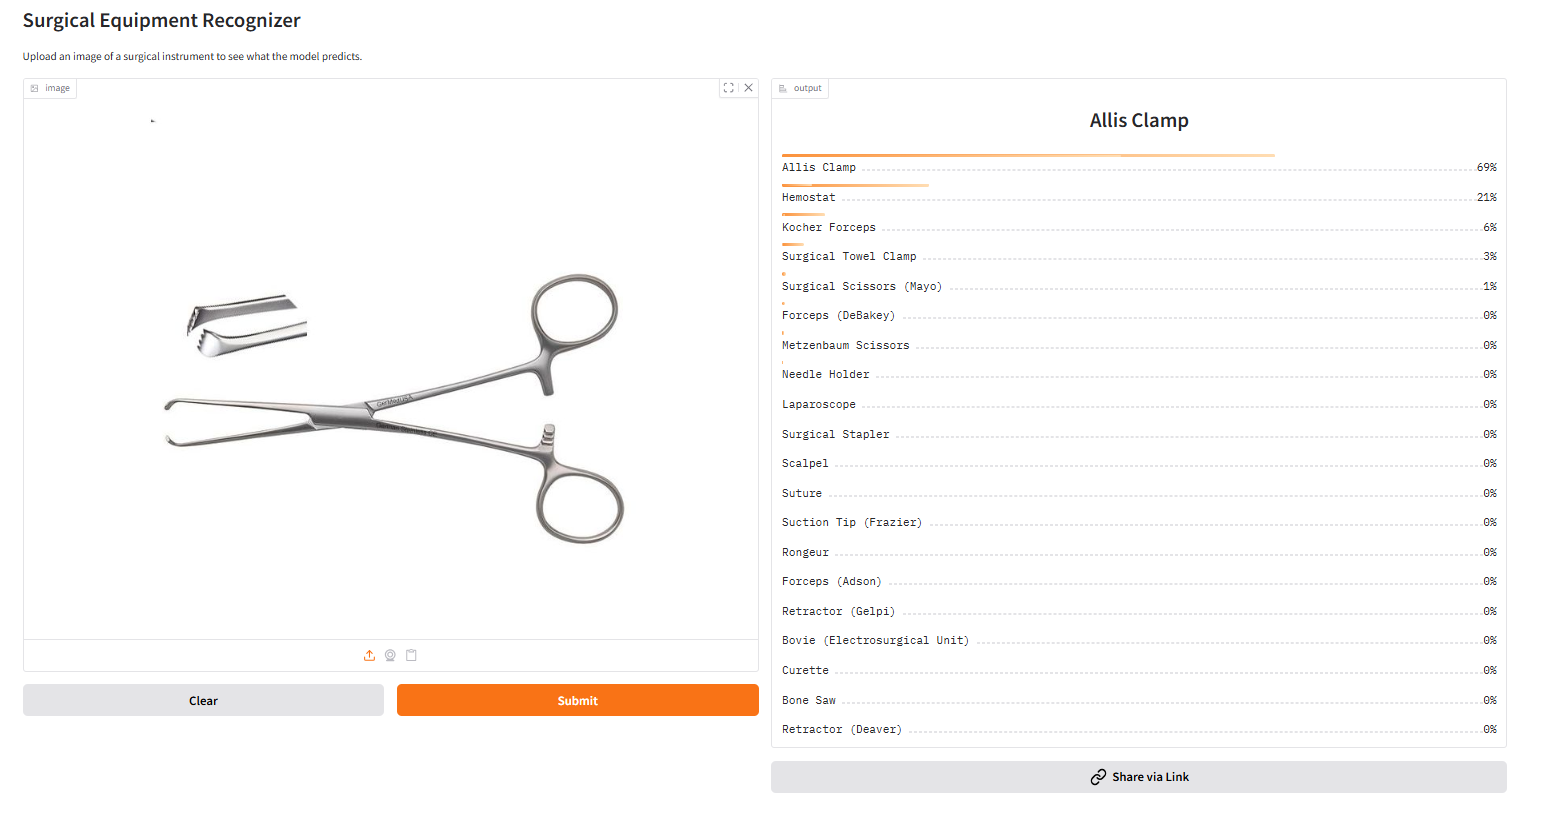 Surgical Equipment Recognizer
Upload an image of a surgical instrument to see what the model predicts.
image
output
Allis Clamp
Allis Clamp 69%
Hemostat 21%
Kocher Forceps 6%
Surgical Towel Clamp 3%
Surgical Scissors (Mayo) 1%
Forceps (DeBakey) 0%
Metzenbaum Scissors 0%
Needle Holder 0%
Laparoscope 0%
Surgical Stapler 0%
Scalpel 0%
Suture 0%
Suction Tip (Frazier) 0%
Rongeur 0%
Forceps (Adson) 0%
Retractor (Gelpi) 0%
Bovie (Electrosurgical Unit) 0%
Curette 0%
Bone Saw 0%
Retractor (Deaver) 0%
GerMedUSA
Clear
Submit
Share via Link